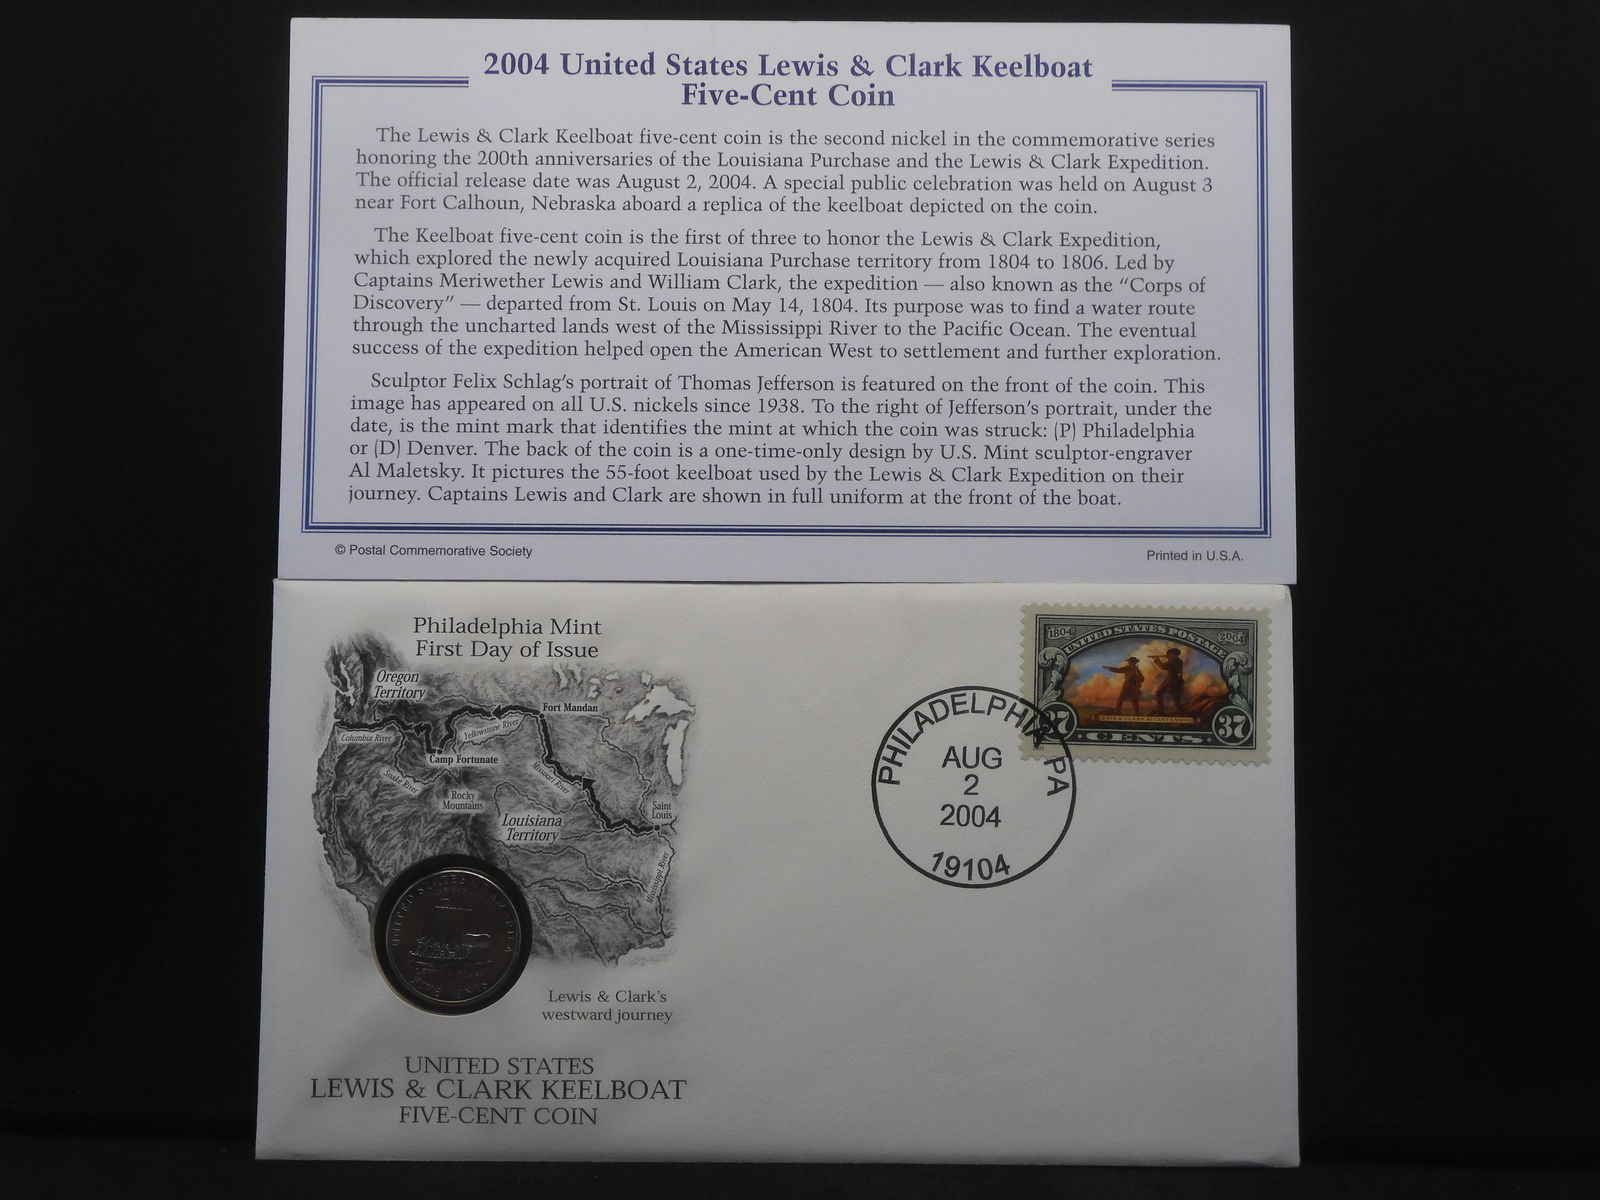 2004 United States Lewis & Clark Keelboat
Five-Cent Coin
The Lewis & Clark Keelboat five-cent coin is the second nickel in the commemorative series
honoring the 200th anniversaries of the Louisiana Purchase and the Lewis & Clark Expedition.
The official release date was August 2, 2004. A special public celebration was held on August 3
near Fort Calhoun, Nebraska aboard a replica of the keelboat depicted on the coin.
The Keelboat five-cent coin is the first of three to honor the Lewis & Clark Expedition,
which explored the newly acquired Louisiana Purchase territory from 1804 to 1806. Led by
Captains Meriwether Lewis and William Clark, the expedition — also known as the “Corps of
Discovery” — departed from St. Louis on May 14, 1804. Its purpose was to find a water route
through the uncharted lands west of the Mississippi River to the Pacific Ocean. The eventual
success of the expedition helped open the American West to settlement and further exploration.
Sculptor Felix Schlag’s portrait of Thomas Jefferson is featured on the front of the coin. This
image has appeared on all U.S. nickels since 1938. To the right of Jefferson’s portrait, under the
date, is the mint mark that identifies the mint at which the coin was struck: (P) Philadelphia
or (D) Denver. The back of the coin is a one-time-only design by U.S. Mint sculptor-engraver
Al Maletsky. It pictures the 55-foot keelboat used by the Lewis & Clark Expedition on their
journey. Captains Lewis and Clark are shown in full uniform at the front of the boat.
© Postal Commemorative Society
Printed in U.S.A.
Philadelphia Mint
First Day of Issue
Oregon
Territory
Fort Mandan
Columbia River
Yellowstone River
Camp Fortunate
Snake River
Missouri River
Rocky
Mountains
Louisiana
Territory
Saint
Louis
Mississippi River
UNITED STATES OF AMERICA
LEWIS & CLARK
FIVE CENTS
Lewis & Clark's
westward journey
UNITED STATES
LEWIS & CLARK KEELBOAT
FIVE-CENT COIN
1804
UNITED STATES POSTAGE
2004
LEWIS & CLARK BICENTENNIAL
37
CENTS
37
PHILADELPHIA PA
AUG
2
2004
19104